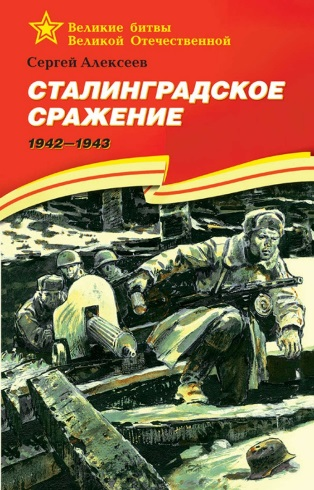 Великие битвы
Великой Отечественной
Сергей Алексеев
СТАЛИНГРАДСКОЕ
СРАЖЕНИЕ
1942—1943